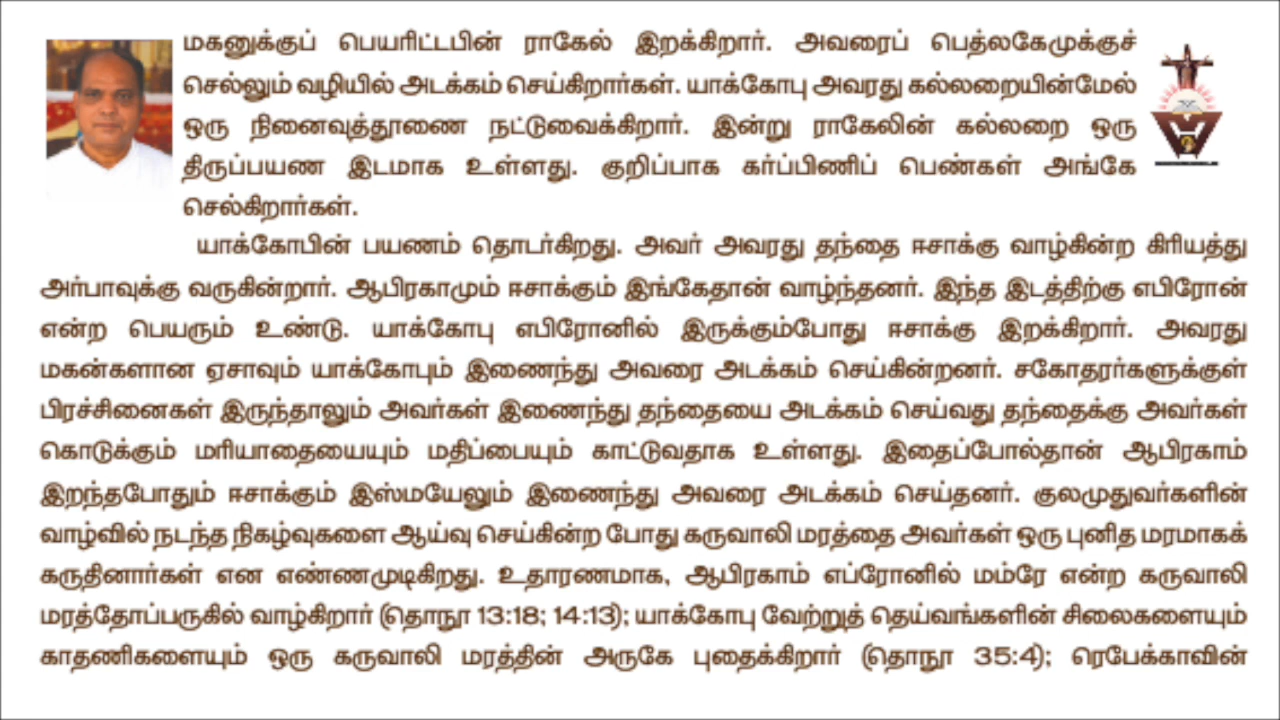 மகனுக்குப் பெயரிட்டபின் ராகேல் இறக்கிறார். அவரைப் பெத்லகேமுக்குச்
செல்லும் வழியில் அடக்கம் செய்கிறார்கள். யாக்கோபு அவரது கல்லறையின்மேல்
ஒரு நினைவுத்தூணை நட்டுவைக்கிறார். இன்று ராகேலின் கல்லறை ஒரு
திருப்பயண இடமாக உள்ளது. குறிப்பாக கர்ப்பிணிப் பெண்கள் அங்கே
செல்கிறார்கள்.
யாக்கோபின் பயணம் தொடர்கிறது. அவர் அவரது தந்தை ஈசாக்கு வாழ்கின்ற கிரியத்து
அர்பாவுக்கு வருகின்றார். ஆபிரகாமும் ஈசாக்கும் இங்கேதான் வாழ்ந்தனர். இந்த இடத்திற்கு எபிரோன்
என்ற பெயரும் உண்டு. யாக்கோபு எபிரோனில் இருக்கும்போது ஈசாக்கு இறக்கிறார். அவரது
மகன்களான ஏசாவும் யாக்கோபும் இணைந்து அவரை அடக்கம் செய்கின்றனர். சகோதரர்களுக்குள்
பிரச்சினைகள் இருந்தாலும் அவர்கள் இணைந்து தந்தையை அடக்கம் செய்வது தந்தைக்கு அவர்கள்
கொடுக்கும் மரியாதையையும் மதிப்பையும் காட்டுவதாக உள்ளது. இதைப்போல்தான் ஆபிரகாம்
இறந்தபோதும் ஈசாக்கும் இஸ்மயேலும் இணைந்து அவரை அடக்கம் செய்தனர். குலமுதுவர்களின்
வாழ்வில் நடந்த நிகழ்வுகளை ஆய்வு செய்கின்ற போது கருவாலி மரத்தை அவர்கள் ஒரு புனித மரமாகக்
கருதினார்கள் என எண்ணமுடிகிறது. உதாரணமாக, ஆபிரகாம் எப்ரோனில் மம்ரே என்ற கருவாலி
மரத்தோப்பருகில் வாழ்கிறார் (தொநூ 13:18; 14:13); யாக்கோபு வேற்றுத் தெய்வங்களின் சிலைகளையும்
காதணிகளையும் ஒரு கருவாலி மரத்தின் அருகே புதைக்கிறார் (தொநூ 35:4); ரெபேக்காவின்